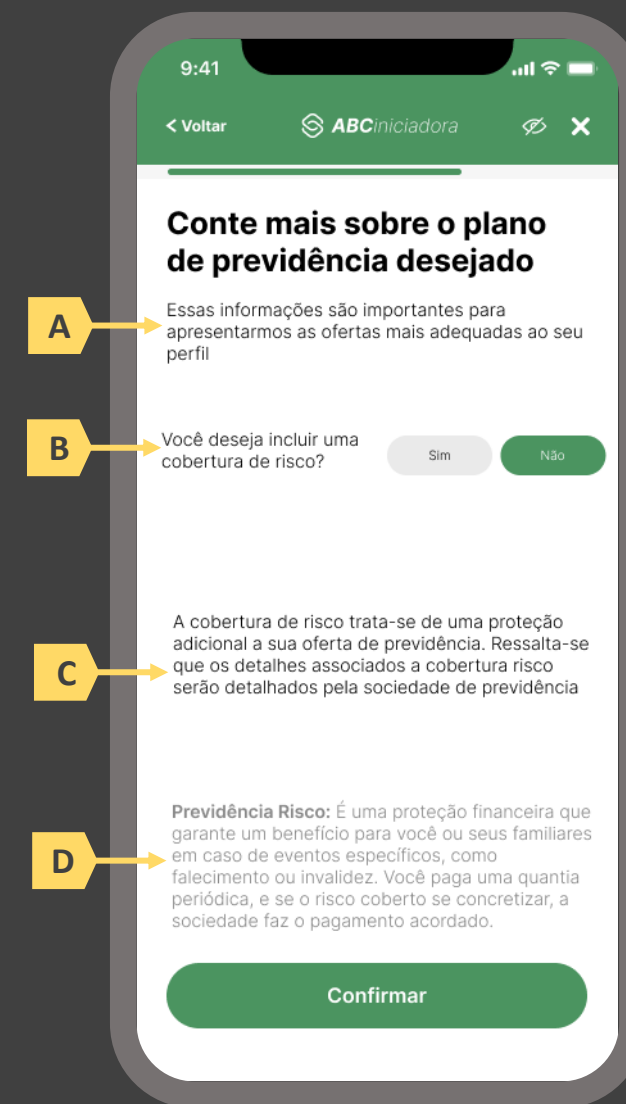 9:41
< Voltar
ABCiniciadora
Conte mais sobre o plano
de previdência desejado
A
Essas informações são importantes para
apresentarmos as ofertas mais adequadas ao seu
perfil
B
Você deseja incluir uma
cobertura de risco?
Sim
Não
C
A cobertura de risco trata-se de uma proteção
adicional a sua oferta de previdência. Ressalta-se
que os detalhes associados a cobertura risco
serão detalhados pela sociedade de previdência
D
Previdência Risco: É uma proteção financeira que
garante um benefício para você ou seus familiares
em caso de eventos específicos, como
falecimento ou invalidez. Você paga uma quantia
periódica, e se o risco coberto se concretizar, a
sociedade faz o pagamento acordado.
Confirmar